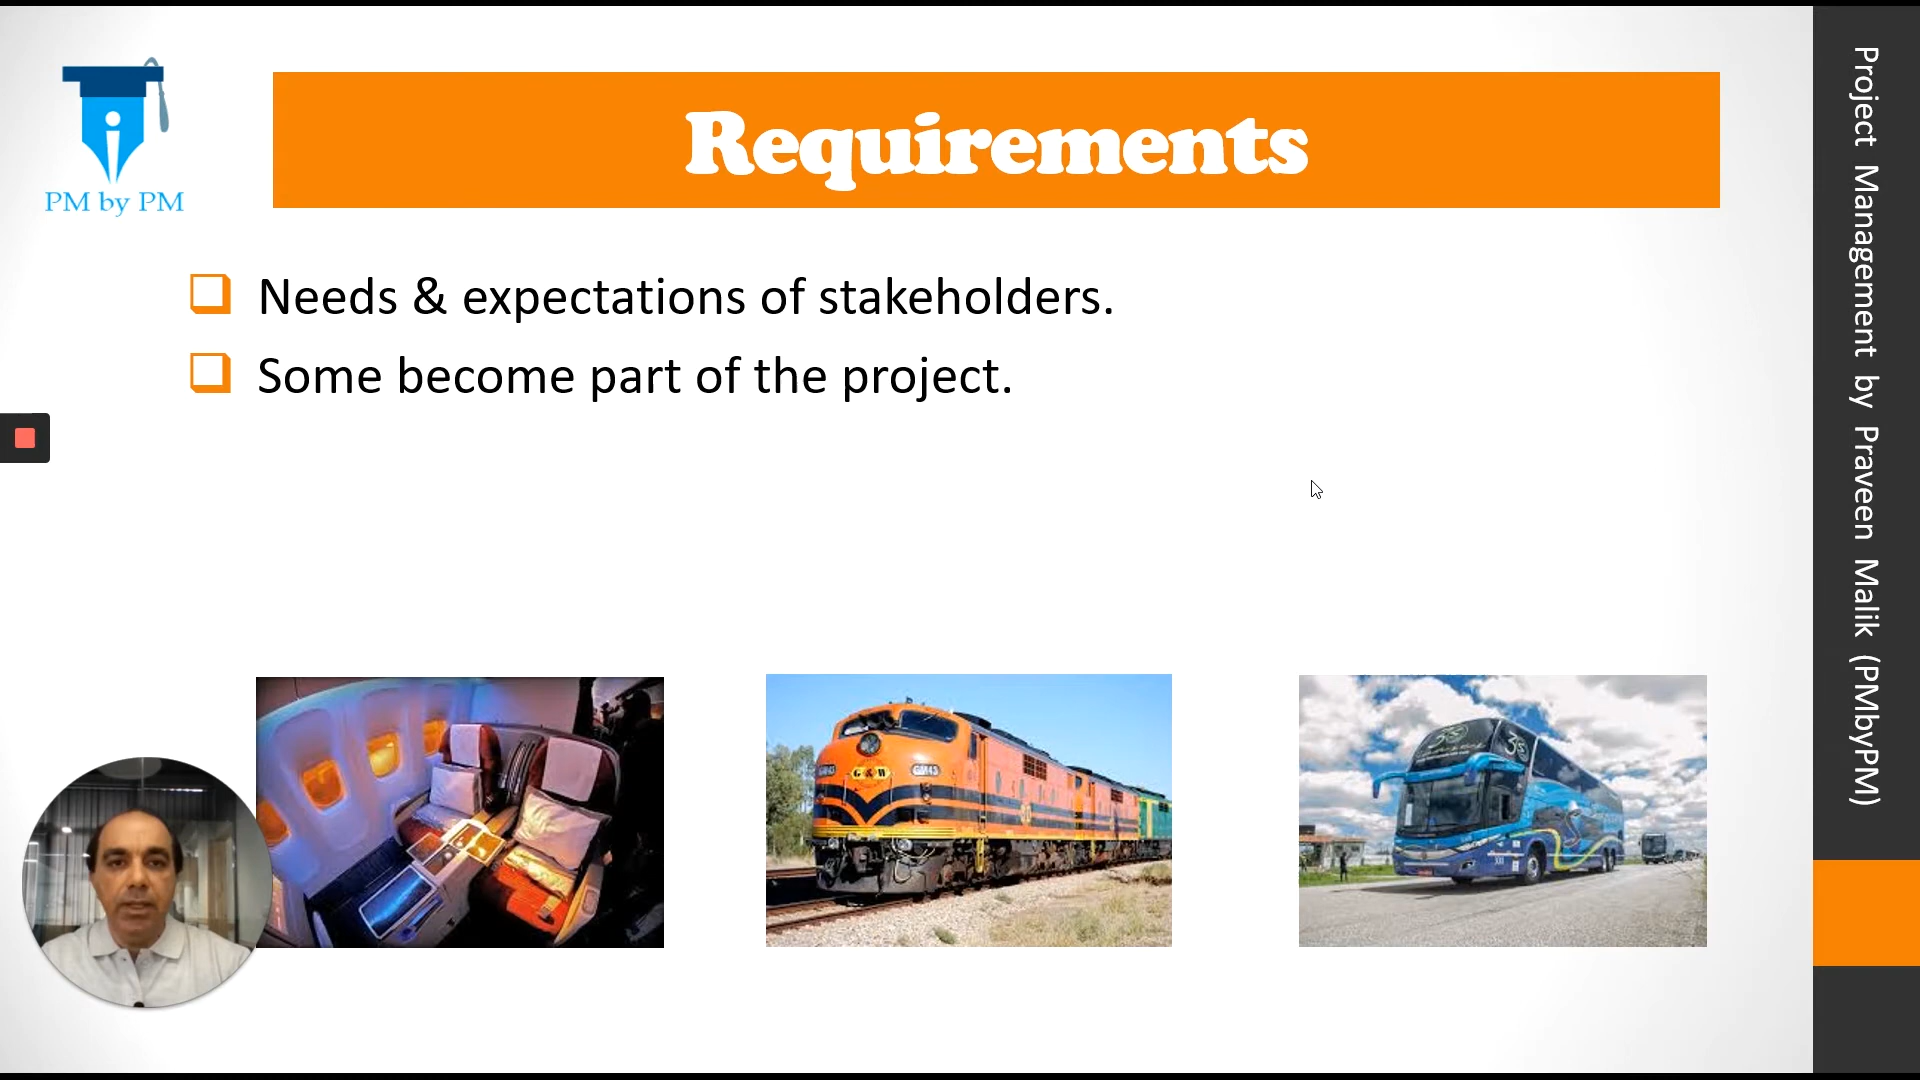 PM by PM
Requirements
Needs & expectations of stakeholders.
Some become part of the project.
Project Management by Praveen Malik (PMbyPM)
G & W
GM43